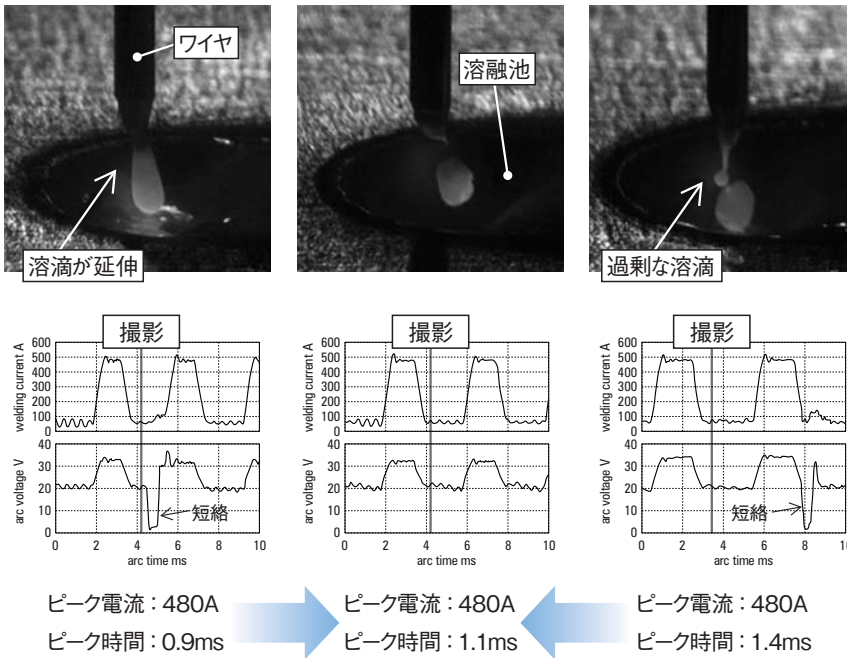 ワイヤ
溶滴が延伸
溶融池
過剰な溶滴
撮影
welding current A
600
500
400
300
200
100
0
arc voltage V
40
30
20
10
0
短絡
0 2 4 6 8 10
arc time ms
撮影
welding current A
600
500
400
300
200
100
0
arc voltage V
40
30
20
10
0
0 2 4 6 8 10
arc time ms
撮影
welding current A
600
500
400
300
200
100
0
arc voltage V
40
30
20
10
0
短絡
0 2 4 6 8 10
arc time ms
ピーク電流：480A
ピーク時間：0.9ms
ピーク電流：480A
ピーク時間：1.1ms
ピーク電流：480A
ピーク時間：1.4ms